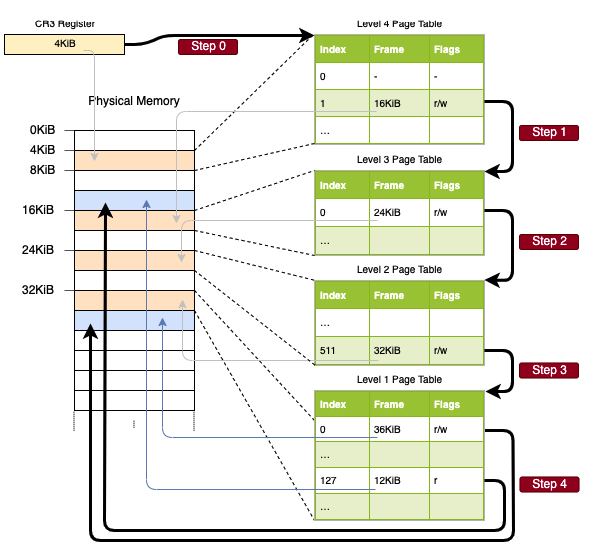 CR3 Register
4KiB
Step 0
Physical Memory
0KiB
4KiB
8KiB
16KiB
24KiB
32KiB
Level 4 Page Table
Index Frame Flags
0 - -
1 16KiB r/w
...
Step 1
Level 3 Page Table
Index Frame Flags
0 24KiB r/w
...
Step 2
Level 2 Page Table
Index Frame Flags
...
511 32KiB r/w
Step 3
Level 1 Page Table
Index Frame Flags
0 36KiB r/w
...
127 12KiB r
...
Step 4